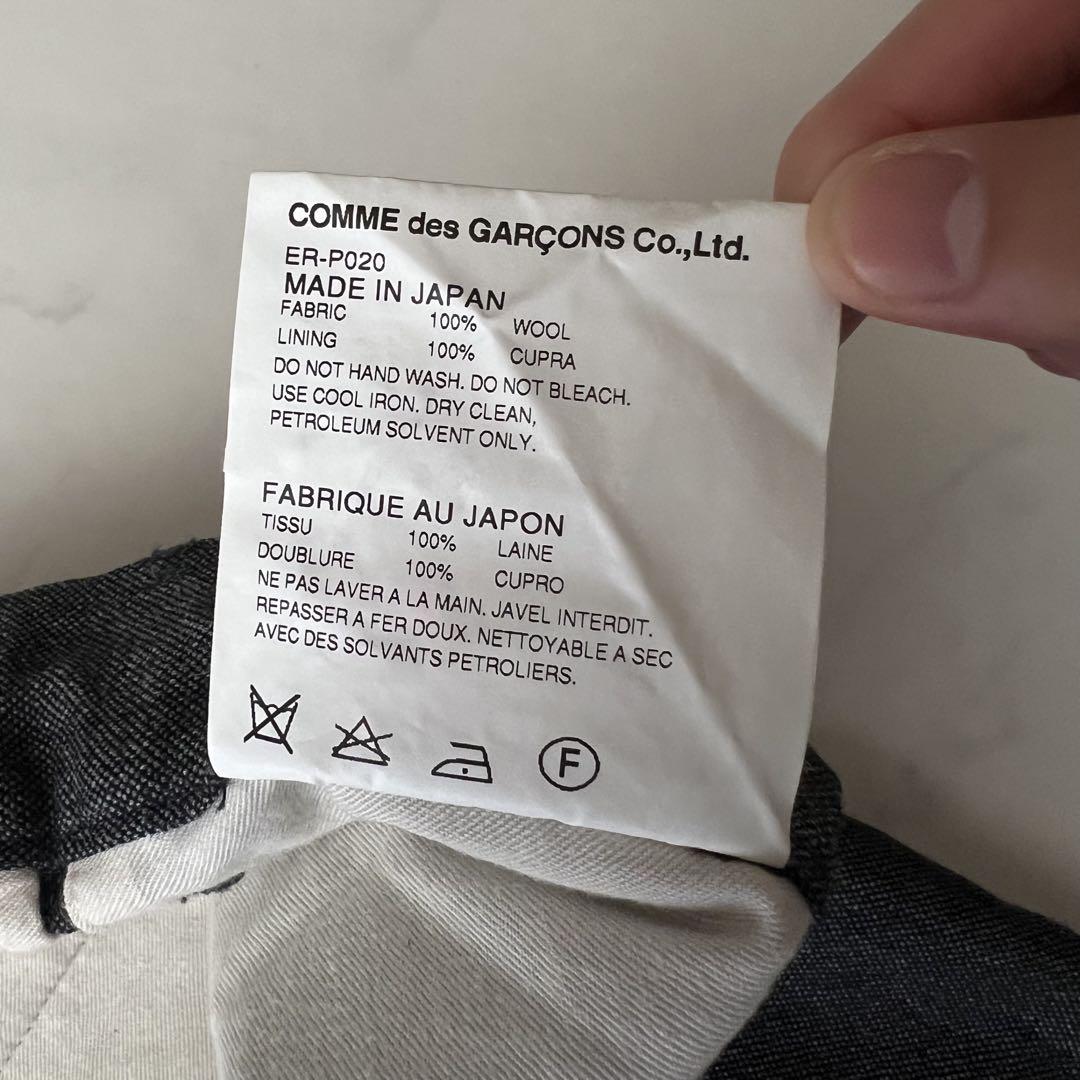 COMME des GARÇONS Co.,Ltd.
ER-P020
MADE IN JAPAN
FABRIC 100% WOOL
LINING 100% CUPRA
DO NOT HAND WASH. DO NOT BLEACH.
USE COOL IRON. DRY CLEAN,
PETROLEUM SOLVENT ONLY.
FABRIQUE AU JAPON
TISSU 100% LAINE
DOUBLURE 100% CUPRO
NE PAS LAVER A LA MAIN. JAVEL INTERDIT.
REPASSER A FER DOUX. NETTOYABLE A SEC
AVEC DES SOLVANTS PETROLIERS.
F